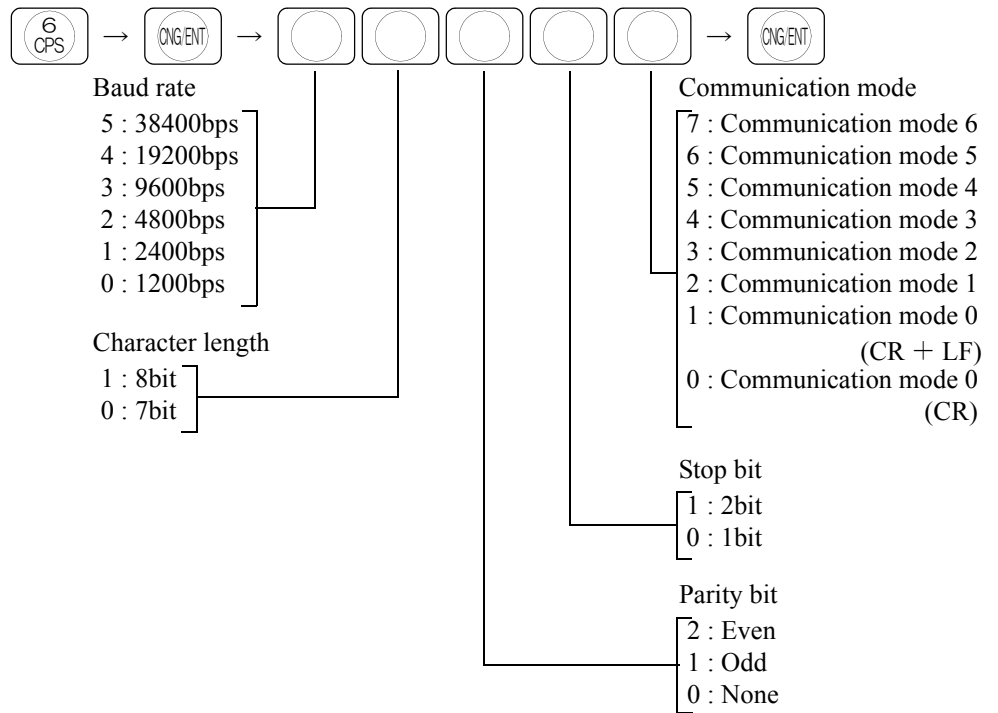 6
CPS
→
CNG/ENT
→
→
CNG/ENT
Baud rate
5 : 38400bps
4 : 19200bps
3 : 9600bps
2 : 4800bps
1 : 2400bps
0 : 1200bps
Character length
1 : 8bit
0 : 7bit
Communication mode
7 : Communication mode 6
6 : Communication mode 5
5 : Communication mode 4
4 : Communication mode 3
3 : Communication mode 2
2 : Communication mode 1
1 : Communication mode 0
(CR + LF)
0 : Communication mode 0
(CR)
Stop bit
1 : 2bit
0 : 1bit
Parity bit
2 : Even
1 : Odd
0 : None